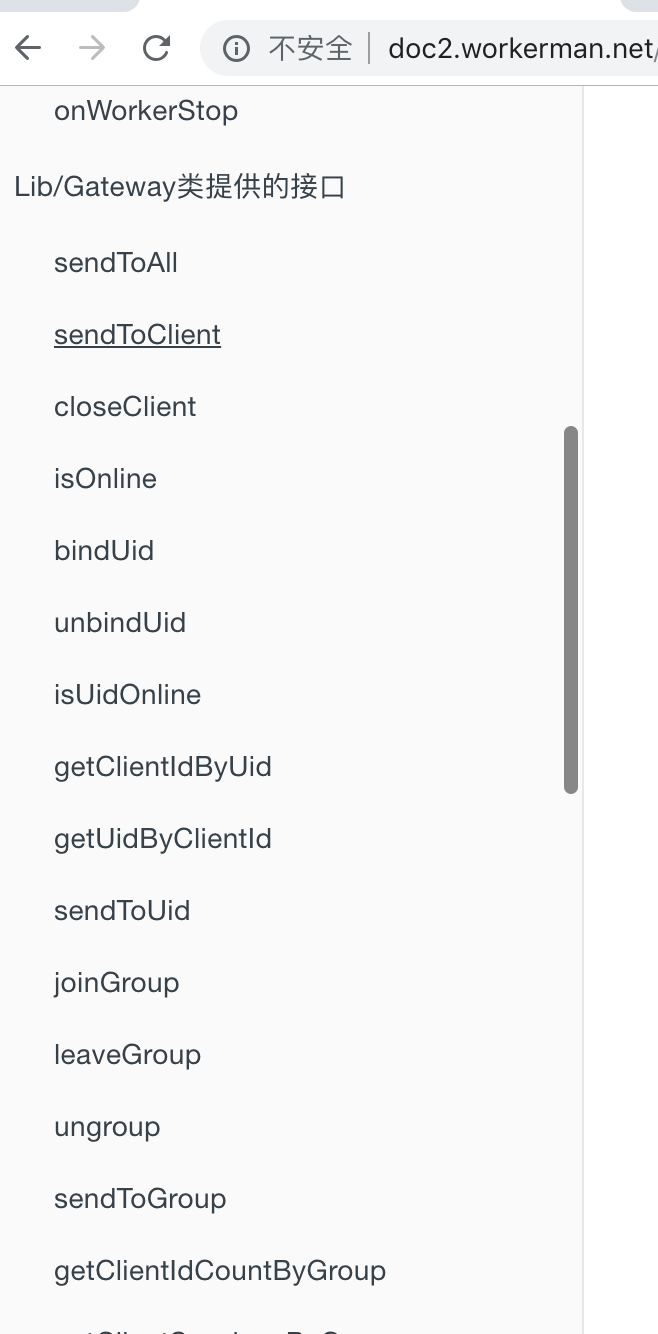 不安全 doc2.workerman.net/
onWorkerStop
Lib/Gateway类提供的接口
sendToAll
sendToClient
closeClient
isOnline
bindUid
unbindUid
isUidOnline
getClientIdByUid
getUidByClientId
sendToUid
joinGroup
leaveGroup
ungroup
sendToGroup
getClientIdCountByGroup